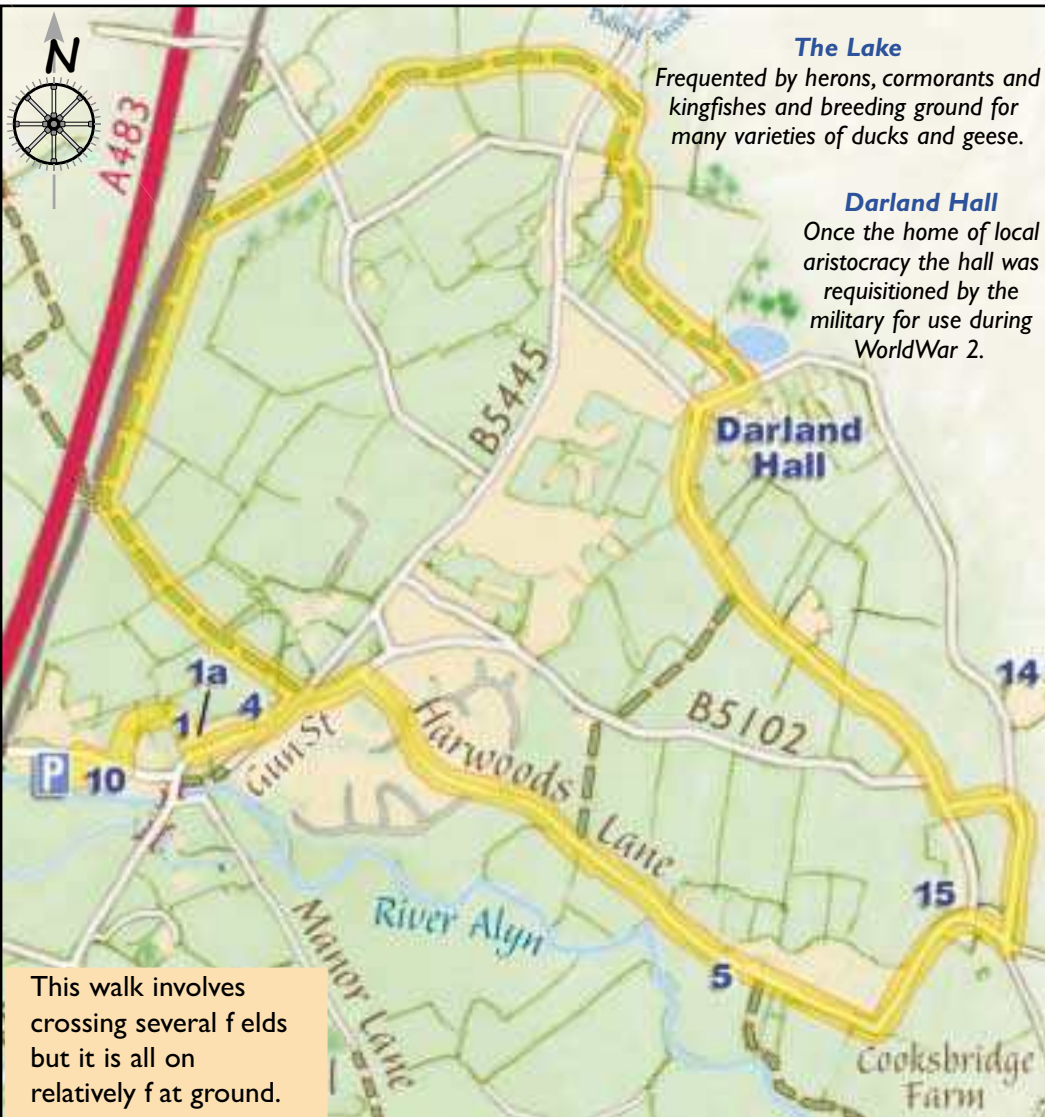 N
The Lake
Frequented by herons, cormorants and
kingfishes and breeding ground for
many varieties of ducks and geese.
A483
Darland Hall
Once the home of local
aristocracy the hall was
requisitioned by the
military for use during
WorldWar 2.
B5445
Darland
Hall
1a
1
4
14
P
10
Gun St
Harwoods
Lane
B5102
15
River Alyn
5
Manor Lane
Cooksbridge
Farm
This walk involves
crossing several f elds
but it is all on
relatively f at ground.